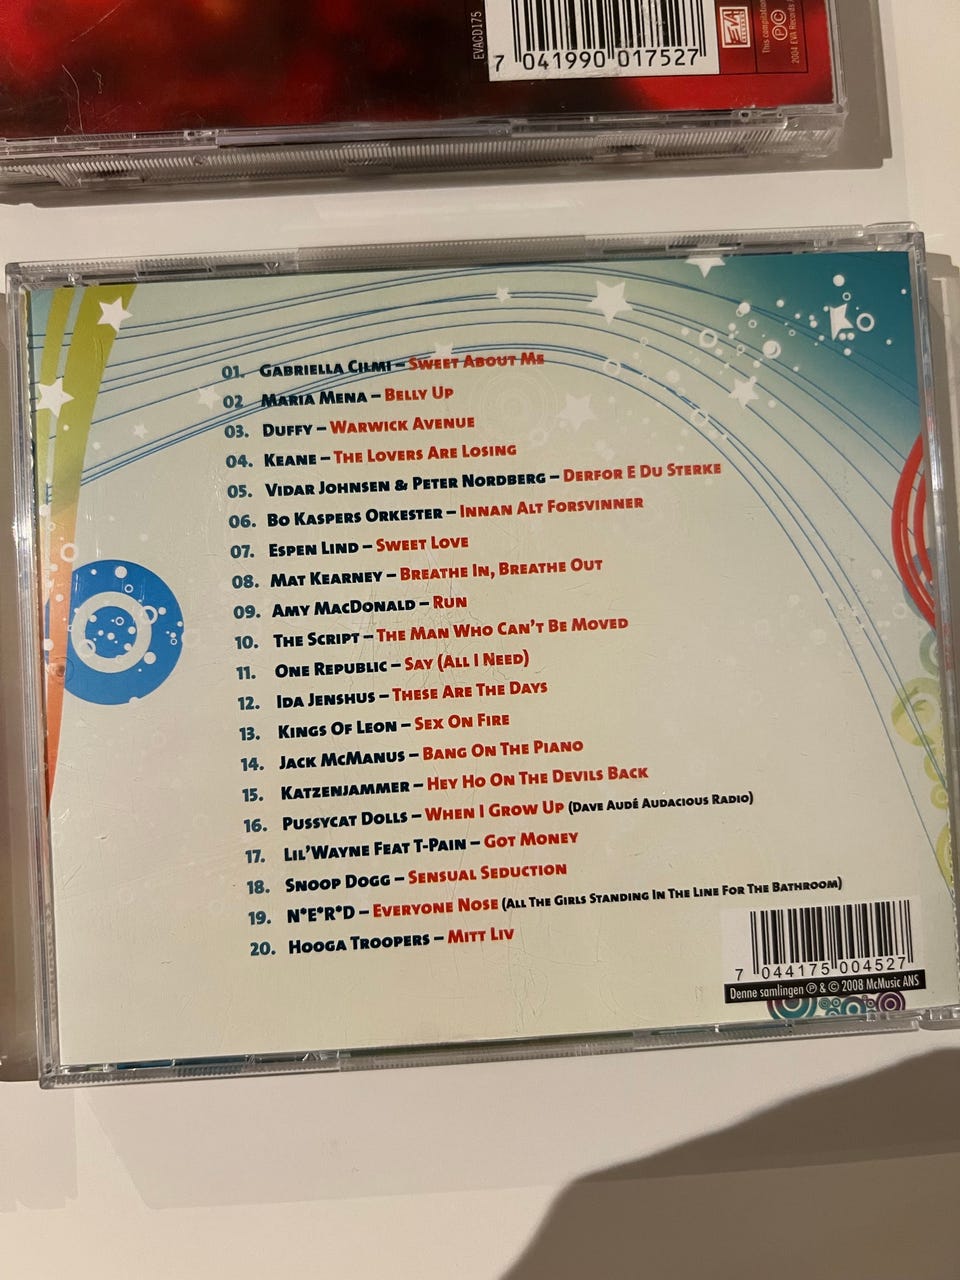 EVACD175
7 041990 017527
EVA
This compilation
Ⓟ©
2004 EVA Records
01. GABRIELLA CILMI – SWEET ABOUT ME
02 MARIA MENA – BELLY UP
03. DUFFY – WARWICK AVENUE
04. KEANE – THE LOVERS ARE LOSING
05. VIDAR JOHNSEN & PETER NORDBERG – DERFOR E DU STERKE
06. BO KASPERS ORKESTER – INNAN ALT FORSVINNER
07. ESPEN LIND – SWEET LOVE
08. MAT KEARNEY – BREATHE IN, BREATHE OUT
09. AMY MACDONALD – RUN
10. THE SCRIPT – THE MAN WHO CAN'T BE MOVED
11. ONE REPUBLIC – SAY (ALL I NEED)
12. IDA JENSHUS – THESE ARE THE DAYS
13. KINGS OF LEON – SEX ON FIRE
14. JACK MCMANUS – BANG ON THE PIANO
15. KATZENJAMMER – HEY HO ON THE DEVILS BACK
16. PUSSYCAT DOLLS – WHEN I GROW UP (DAVE AUDÉ AUDACIOUS RADIO)
17. LIL'WAYNE FEAT T-PAIN – GOT MONEY
18. SNOOP DOGG – SENSUAL SEDUCTION
19. N*E*R*D – EVERYONE NOSE (ALL THE GIRLS STANDING IN THE LINE FOR THE BATHROOM)
20. HOOGA TROOPERS – MITT LIV
7 044175 004527
Denne samlingen Ⓟ & © 2008 McMusic ANS